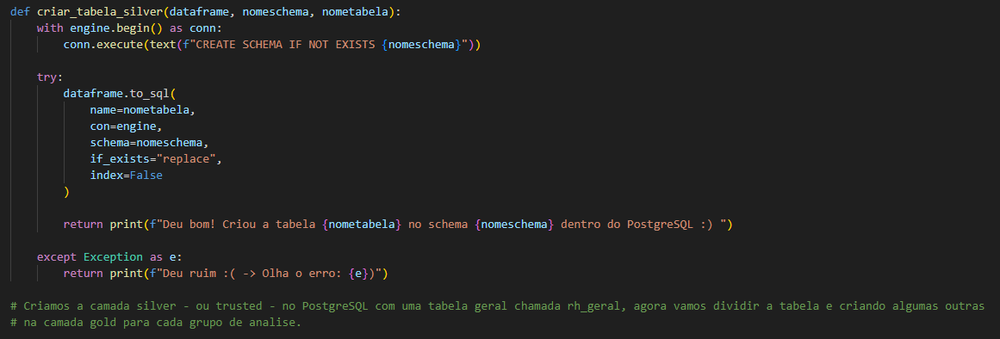 def criar_tabela_silver(dataframe, nomeschema, nometabela):
    with engine.begin() as conn:
        conn.execute(text(f"CREATE SCHEMA IF NOT EXISTS {nomeschema}"))
    try:
        dataframe.to_sql(
            name=nometabela,
            con=engine,
            schema=nomeschema,
            if_exists="replace",
            index=False
        )
        return print(f"Deu bom! Criou a tabela {nometabela} no schema {nomeschema} dentro do PostgreSQL :) ")
    except Exception as e:
        return print(f"Deu ruim :( -> Olha o erro: {e})")
# Criamos a camada silver - ou trusted - no PostgreSQL com uma tabela geral chamada rh_geral, agora vamos dividir a tabela e criando algumas outras
# na camada gold para cada grupo de analise.